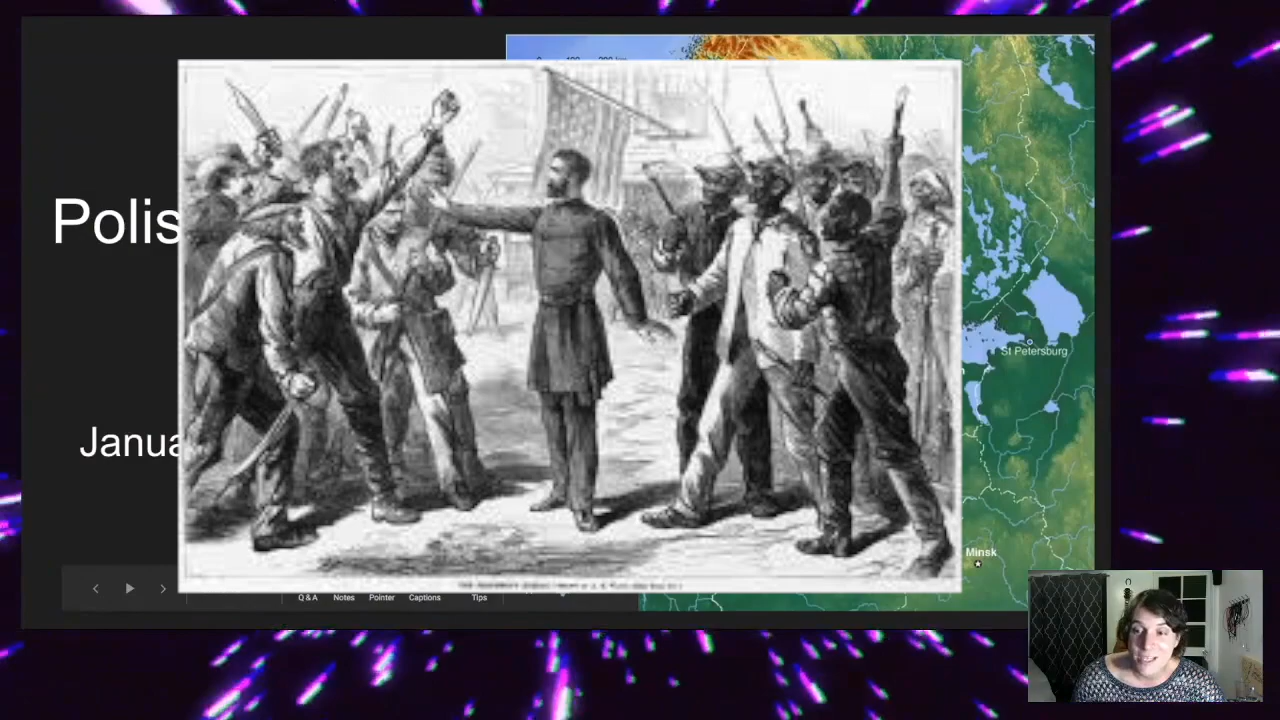 Polis
Janua
St Petersburg
Minsk
Q & A Notes Pointer Captions Tips